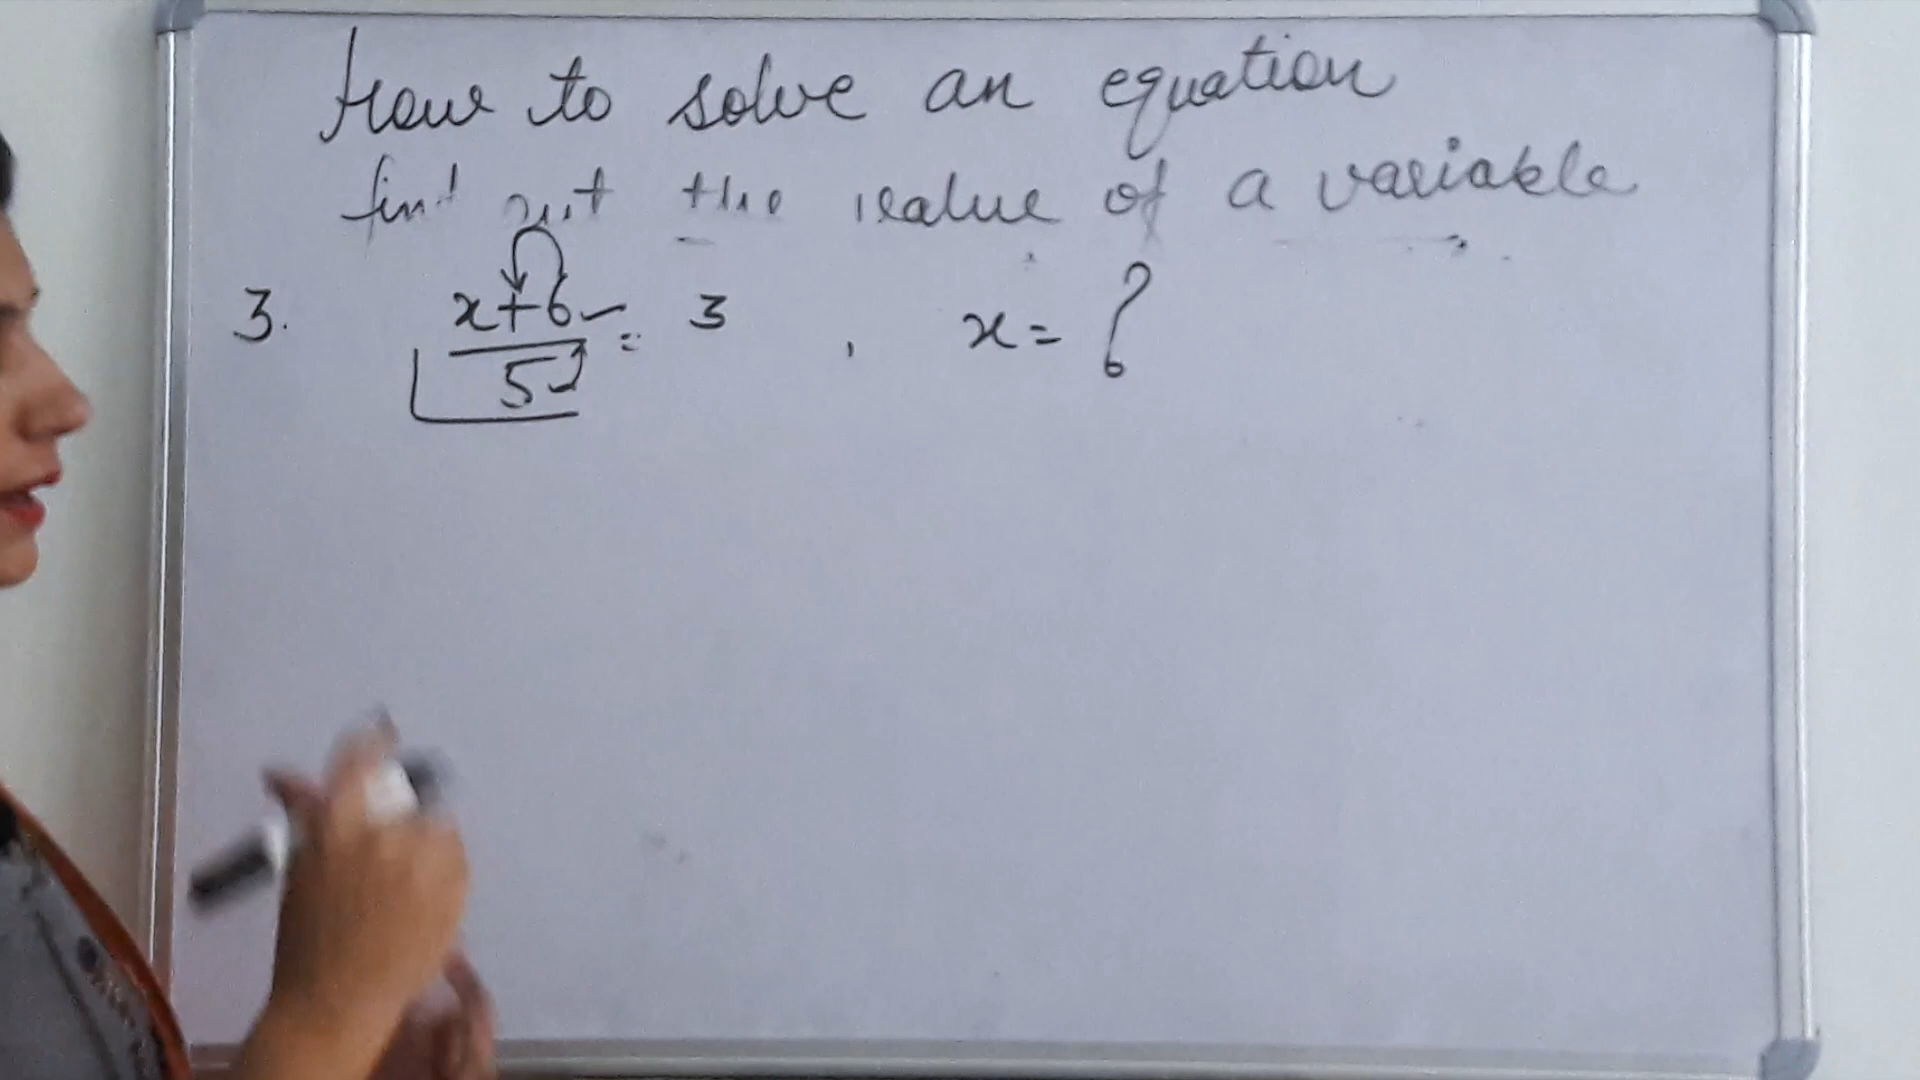 How to solve an equation
find out the value of a variable
3. x+6/5 = 3 , x = ?